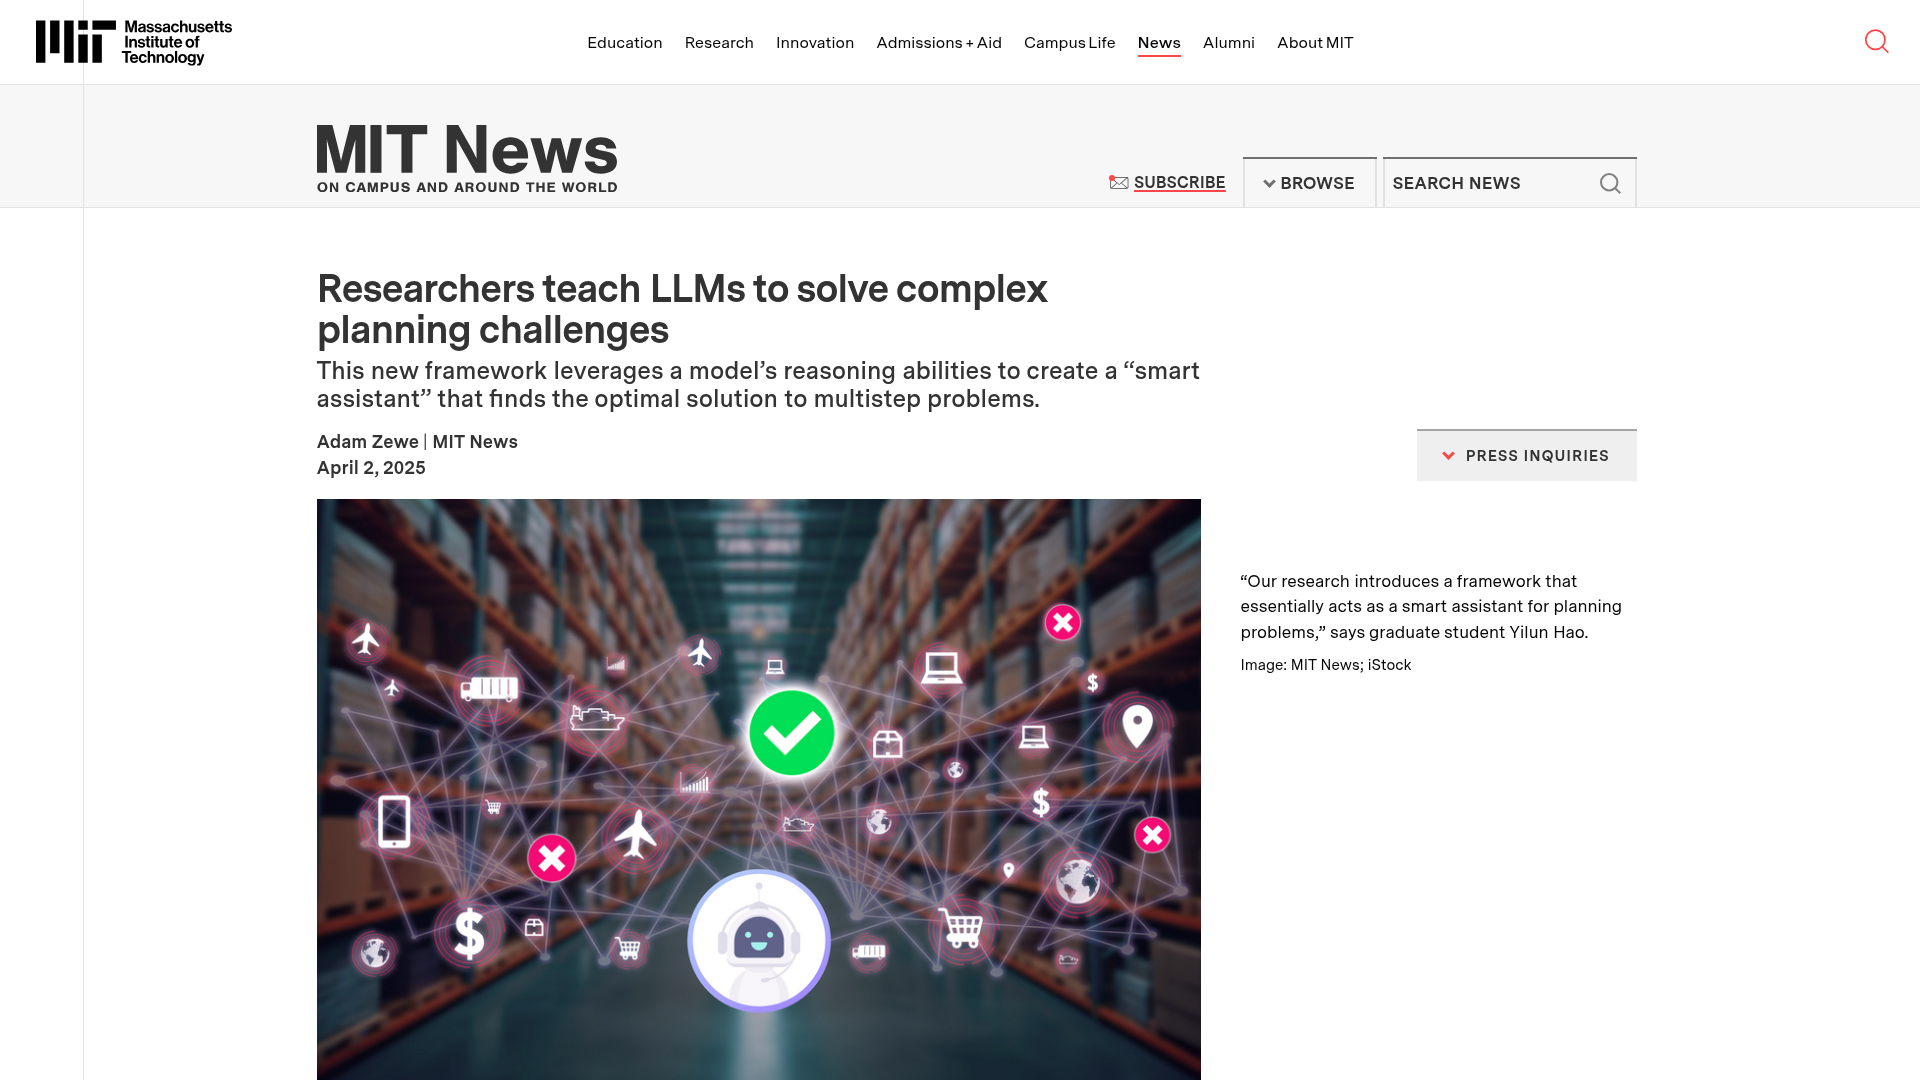 Massachusetts
Institute of
Technology
Education Research Innovation Admissions + Aid Campus Life News Alumni About MIT
MIT News
ON CAMPUS AND AROUND THE WORLD
SUBSCRIBE
BROWSE
SEARCH NEWS
Researchers teach LLMs to solve complex
planning challenges
This new framework leverages a model’s reasoning abilities to create a “smart
assistant” that finds the optimal solution to multistep problems.
Adam Zewe | MIT News
April 2, 2025
PRESS INQUIRIES
“Our research introduces a framework that
essentially acts as a smart assistant for planning
problems,” says graduate student Yilun Hao.
Image: MIT News; iStock